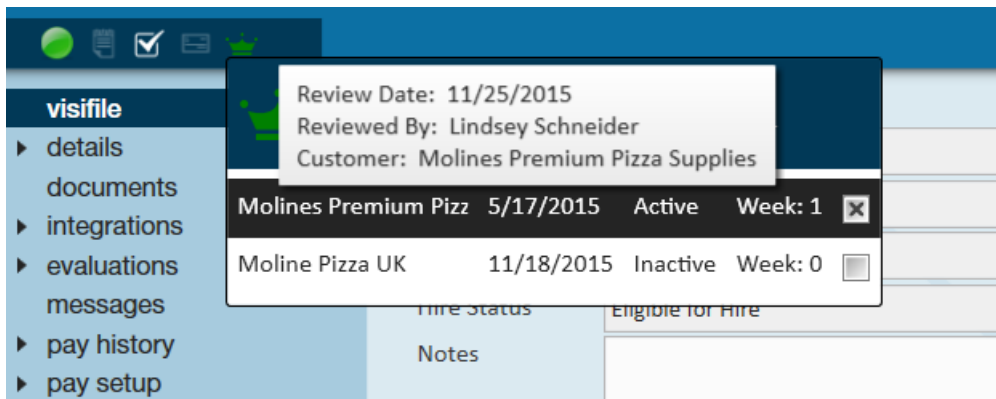 visifile
details
documents
integrations
evaluations
messages
pay history
pay setup
Review Date: 11/25/2015
Reviewed By: Lindsey Schneider
Customer: Molines Premium Pizza Supplies
Molines Premium Pizz 5/17/2015 Active Week: 1
Moline Pizza UK 11/18/2015 Inactive Week: 0
Hire Status Eligible for Hire
Notes